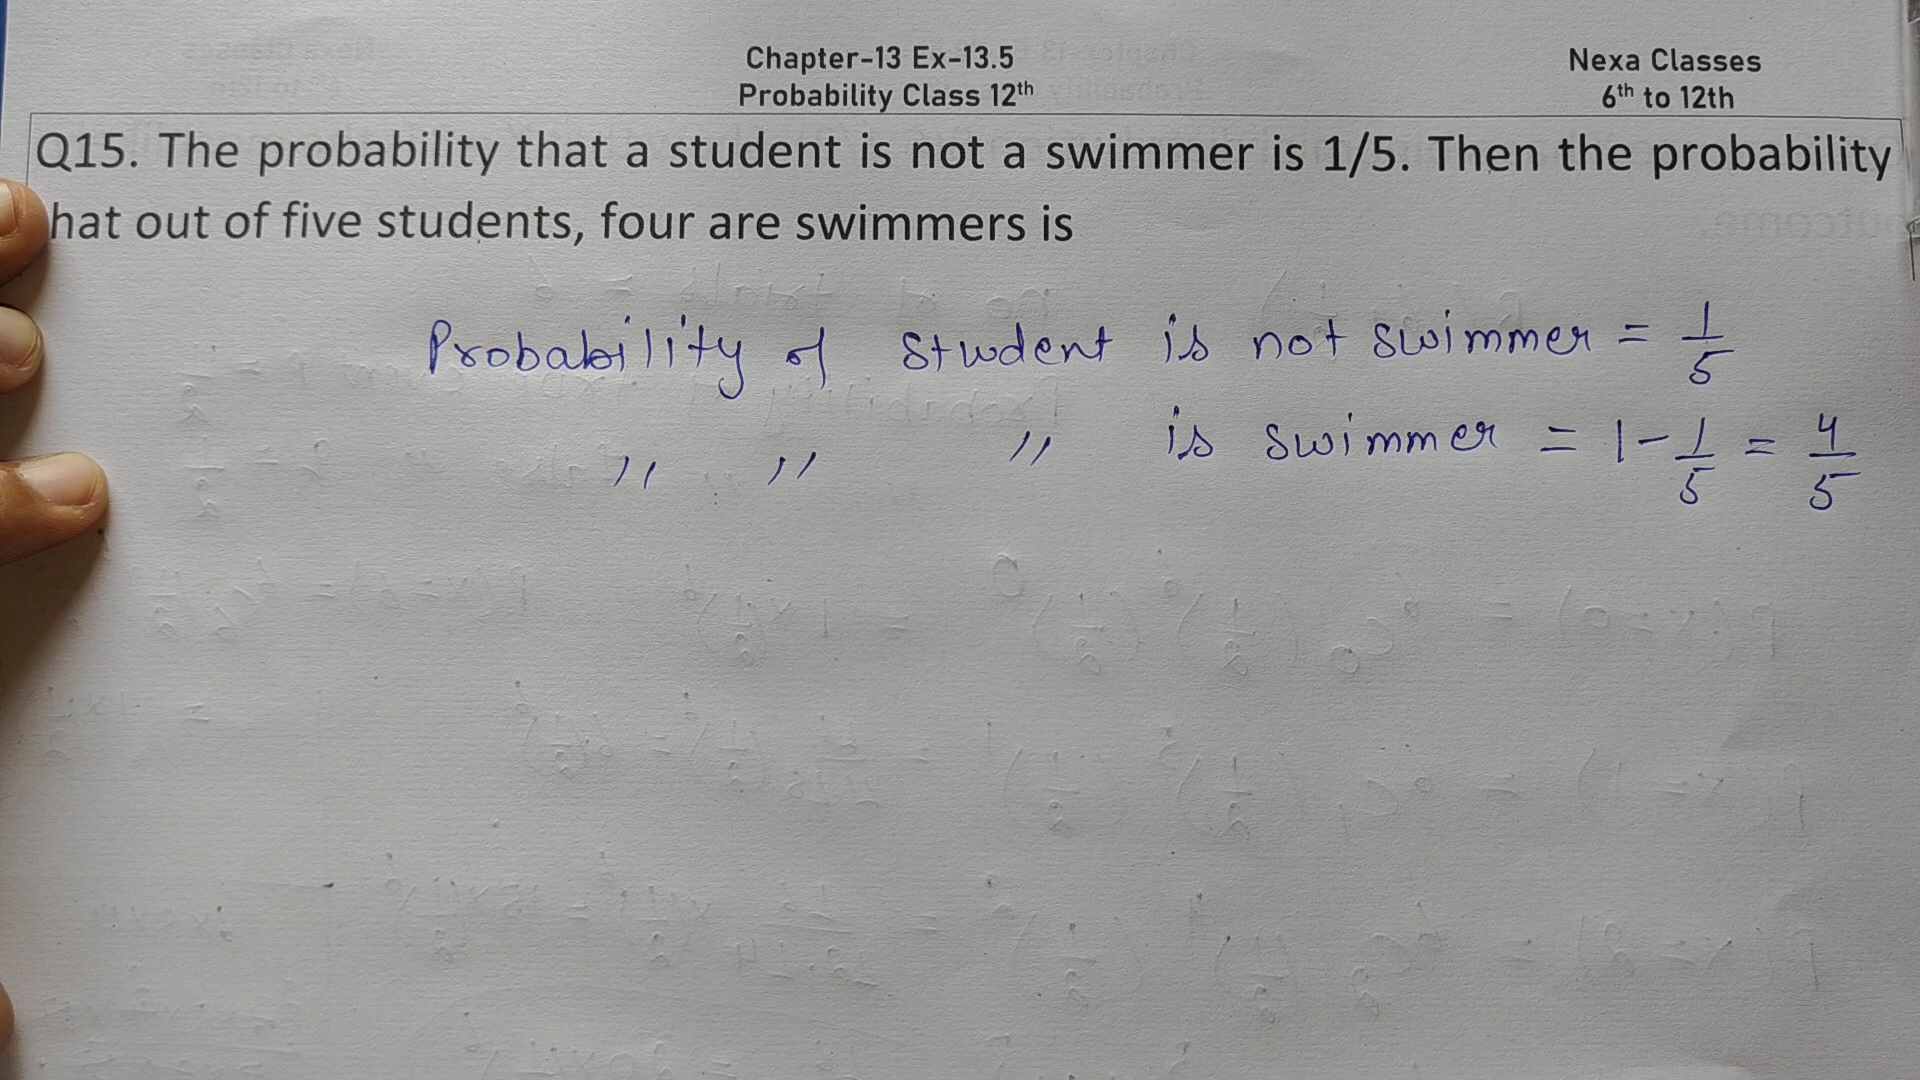 Chapter-13 Ex-13.5
Probability Class 12th
Nexa Classes
6th to 12th
Q15. The probability that a student is not a swimmer is 1/5. Then the probability
hat out of five students, four are swimmers is
Probability of student is not swimmer = 1/5
〃 〃 〃 is swimmer = 1 - 1/5 = 4/5